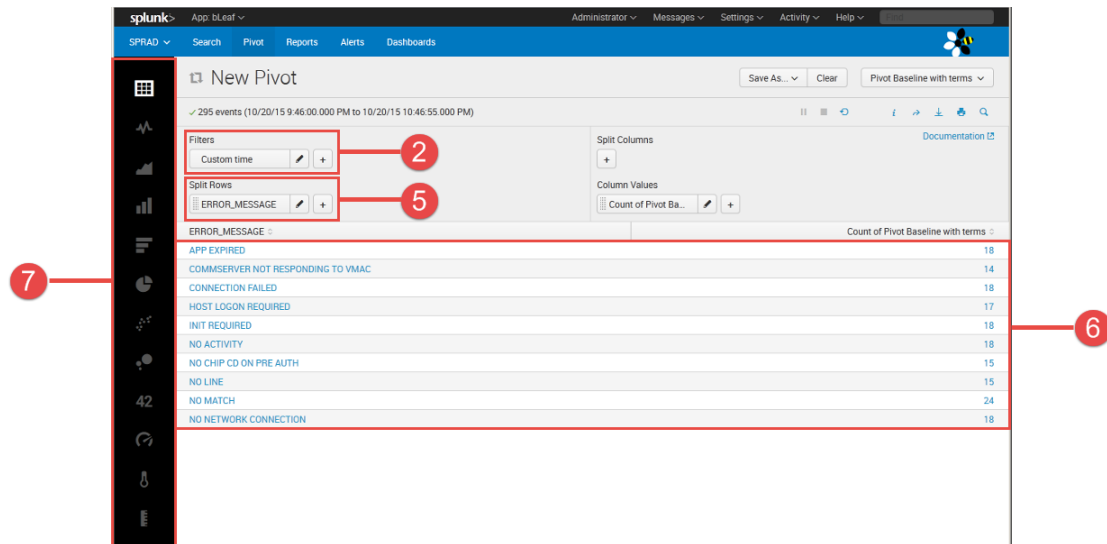 splunk> App: bLeaf Administrator Messages Settings Activity Help Find
SPRAD Search Pivot Reports Alerts Dashboards
New Pivot Save As... Clear Pivot Baseline with terms
295 events (10/20/15 9:46:00.000 PM to 10/20/15 10:46:55.000 PM)
Documentation
Filters Split Columns
Custom time + +
2
Split Rows Column Values
ERROR_MESSAGE + Count of Pivot Ba... +
5
ERROR_MESSAGE Count of Pivot Baseline with terms
APP EXPIRED 18
COMMSERVER NOT RESPONDING TO VMAC 14
CONNECTION FAILED 18
HOST LOGON REQUIRED 17
INIT REQUIRED 18
NO ACTIVITY 18
NO CHIP CD ON PRE AUTH 15
NO LINE 15
NO MATCH 24
NO NETWORK CONNECTION 18
7
6
42